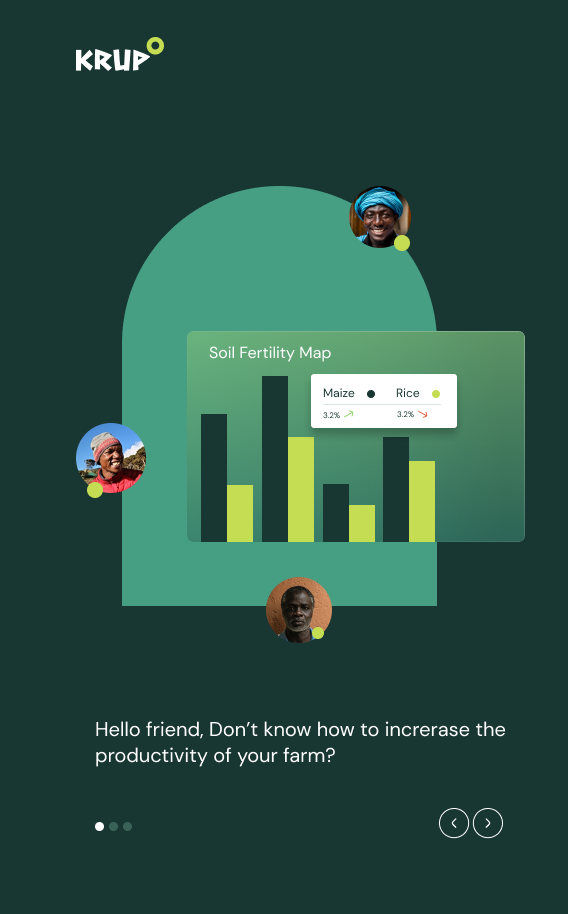 KRUP
Soil Fertility Map
Maize Rice
3.2% 3.2%
Hello friend, Don’t know how to increrase the
productivity of your farm?